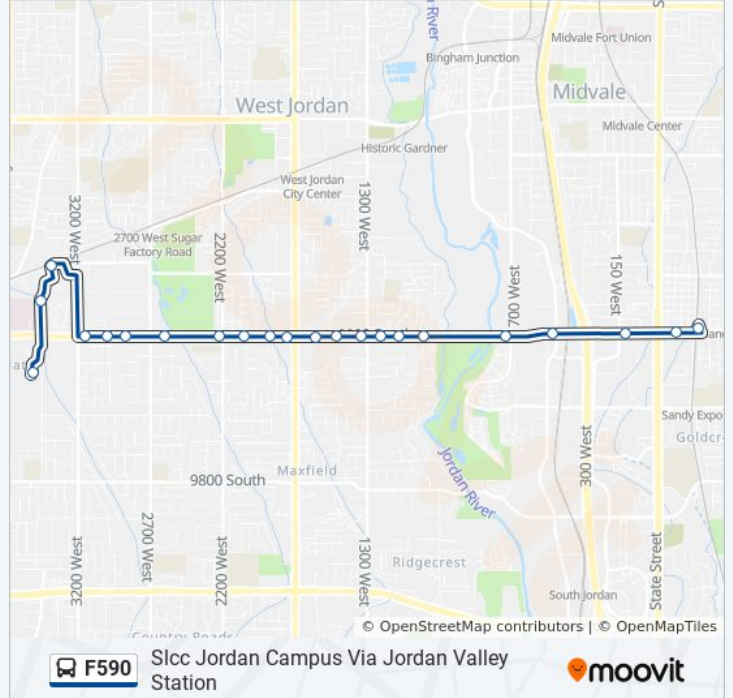 a River
S
Midvale Fort Union
Bingham Junction
Midvale
West Jordan
Midvale Center
Historic Gardner
West Jordan
City Center
3200 West
1300 West
2700 West Sugar
Factory Road
2200 West
700 West
150 West
Sandy Expo
Goldcr
300 West
Jordan River
Maxfield
9800 South
2700 West
3200 West
2200 West
1300 West
State Street
Ridgecrest
South Jordan
Country Roads
© OpenStreetMap contributors | © OpenMapTiles
F590
Slcc Jordan Campus Via Jordan Valley
Station
moovit